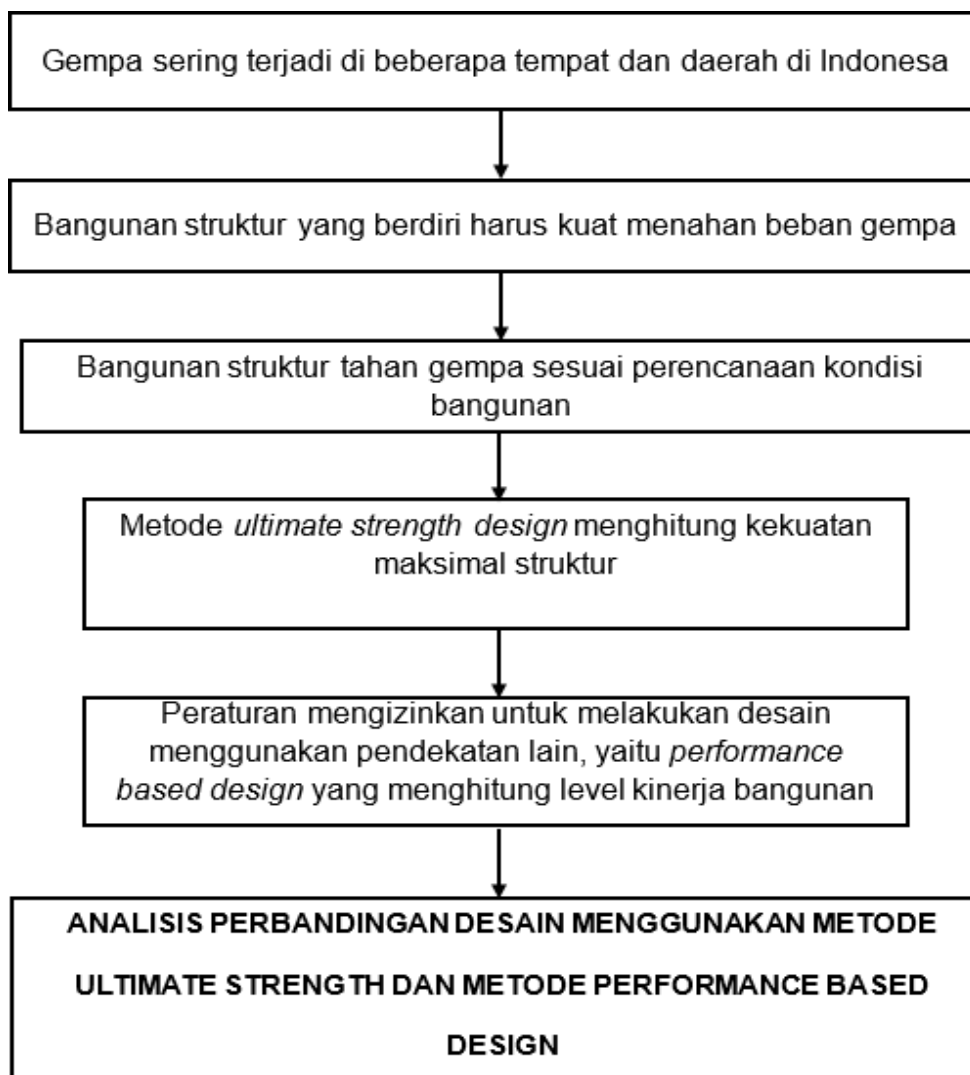 Gempa sering terjadi di beberapa tempat dan daerah di Indonesa
Bangunan struktur yang berdiri harus kuat menahan beban gempa
Bangunan struktur tahan gempa sesuai perencanaan kondisi
bangunan
Metode ultimate strength design menghitung kekuatan
maksimal struktur
Peraturan mengizinkan untuk melakukan desain
menggunakan pendekatan lain, yaitu performance
based design yang menghitung level kinerja bangunan
ANALISIS PERBANDINGAN DESAIN MENGGUNAKAN METODE
ULTIMATE STRENGTH DAN METODE PERFORMANCE BASED
DESIGN